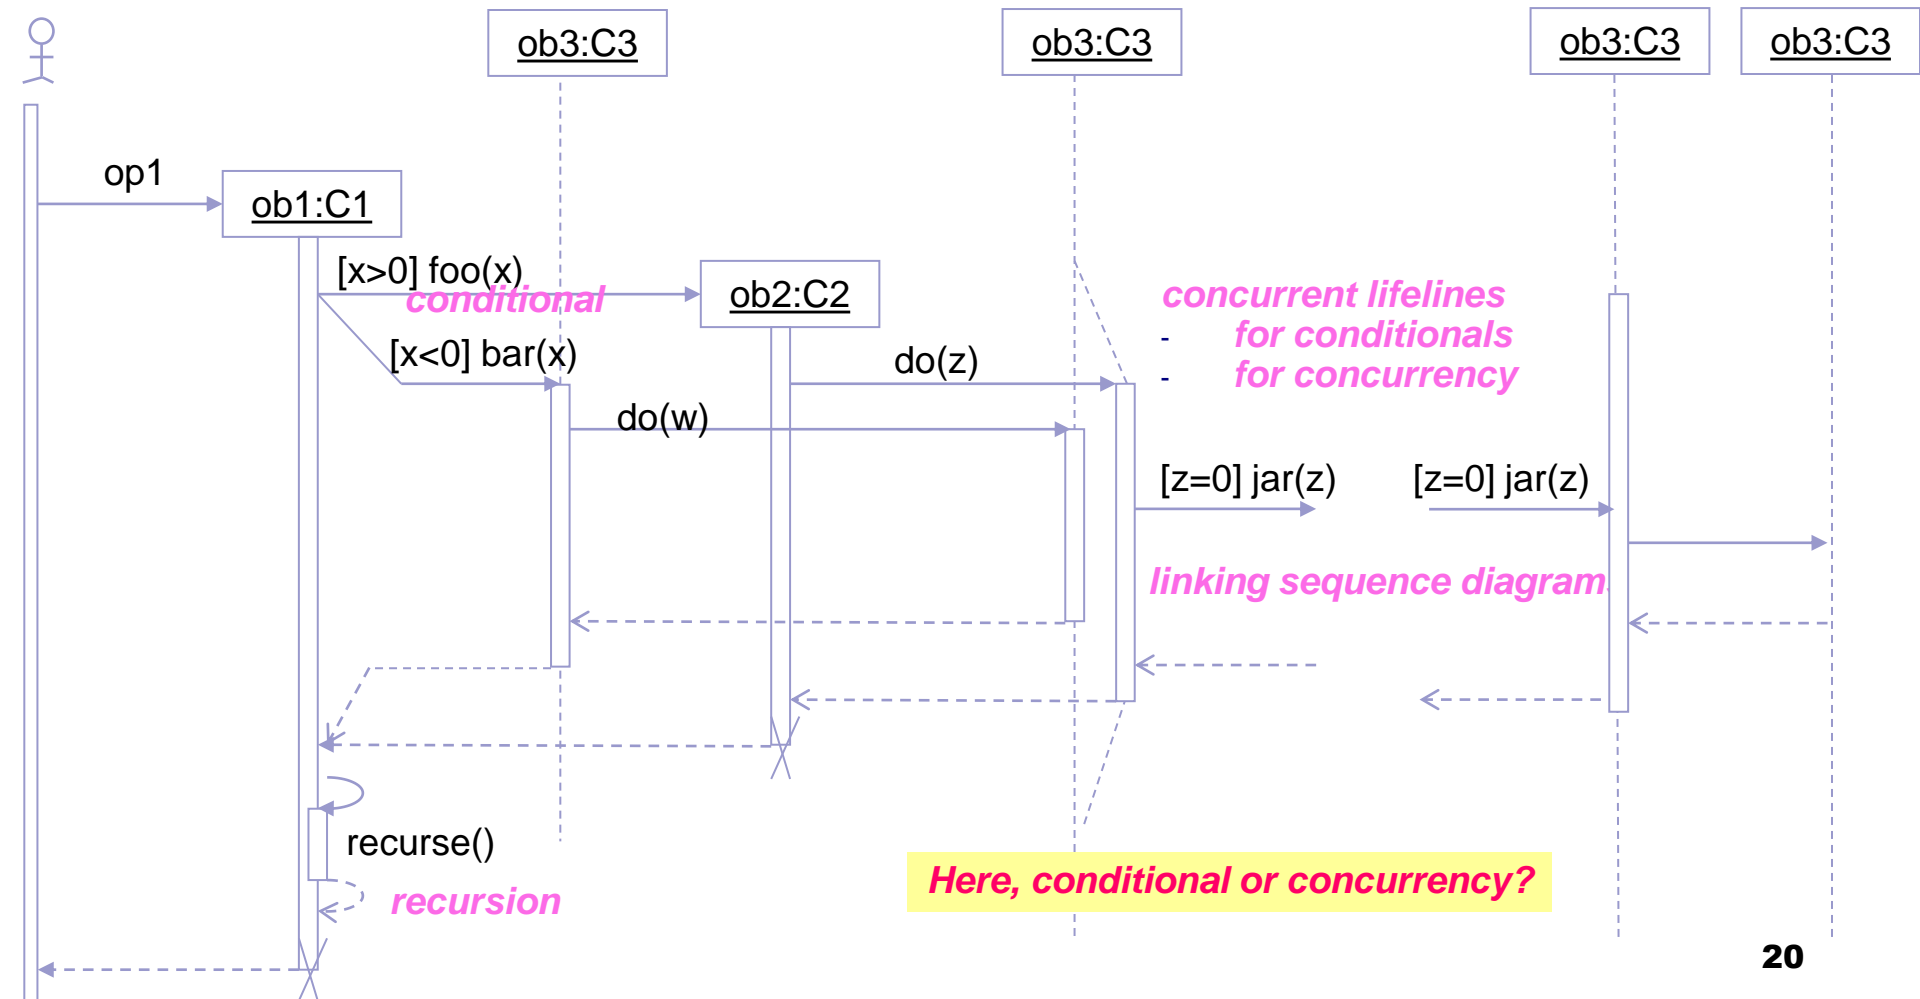 ob3:C3
ob3:C3
ob3:C3
ob3:C3
op1
ob1:C1
[x>0] foo(x)
conditional
ob2:C2
concurrent lifelines
- for conditionals
- for concurrency
[x<0] bar(x)
do(z)
do(w)
[z=0] jar(z)
[z=0] jar(z)
linking sequence diagram
recurse()
recursion
Here, conditional or concurrency?
20